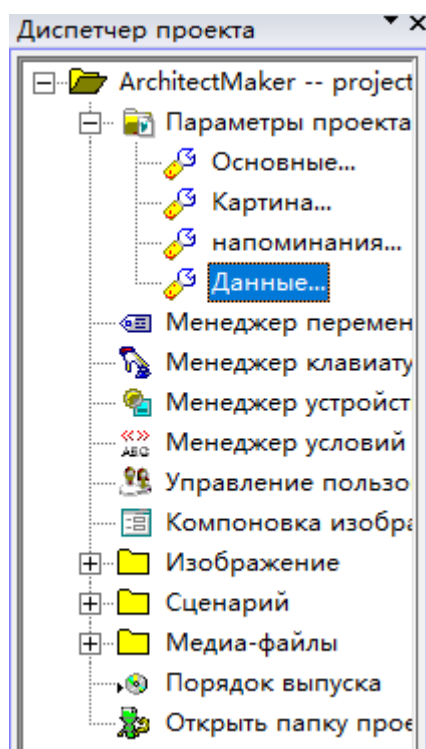 Диспетчер проекта
ArchitectMaker -- project
Параметры проекта
Основные...
Картина...
напоминания...
Данные...
Менеджер перемен
Менеджер клавиату
Менеджер устройст
Менеджер условий
Управление пользо
Компоновка изобра
Изображение
Сценарий
Медиа-файлы
Порядок выпуска
Открыть папку прое